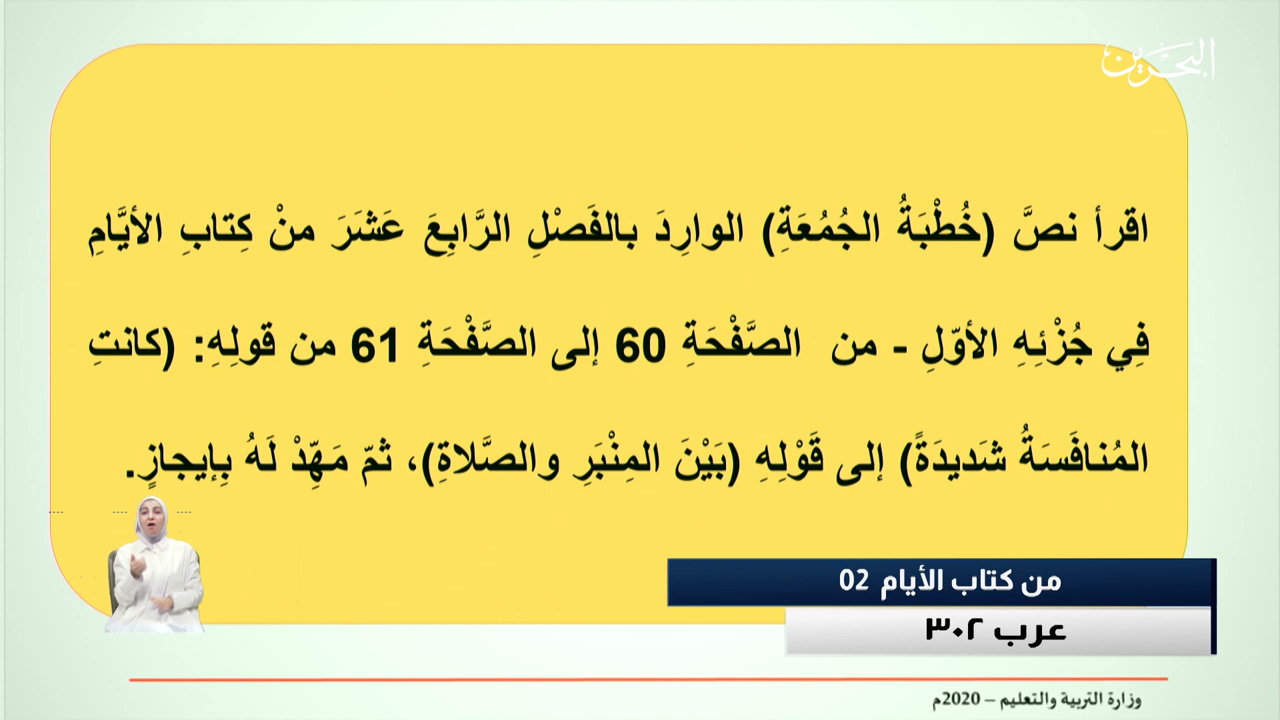 البحرين
اقرأ نصَّ (خُطْبَةُ الجُمُعَةِ) الوارِدَ بالفَصْلِ الرَّابِعَ عَشَرَ منْ كِتابِ الأيَّامِ
فِي جُزْئِهِ الأوّلِ - من الصَّفْحَةِ 60 إلى الصَّفْحَةِ 61 من قولِهِ: (كانتِ
المُنافَسَةُ شَديدَةً) إلى قَوْلِهِ (بَيْنَ المِنْبَرِ والصَّلاةِ)، ثمّ مَهِّدْ لَهُ بِإيجازٍ.
من كتاب الأيام 02
عرب ٣٠٢
وزارة التربية والتعليم – 2020م